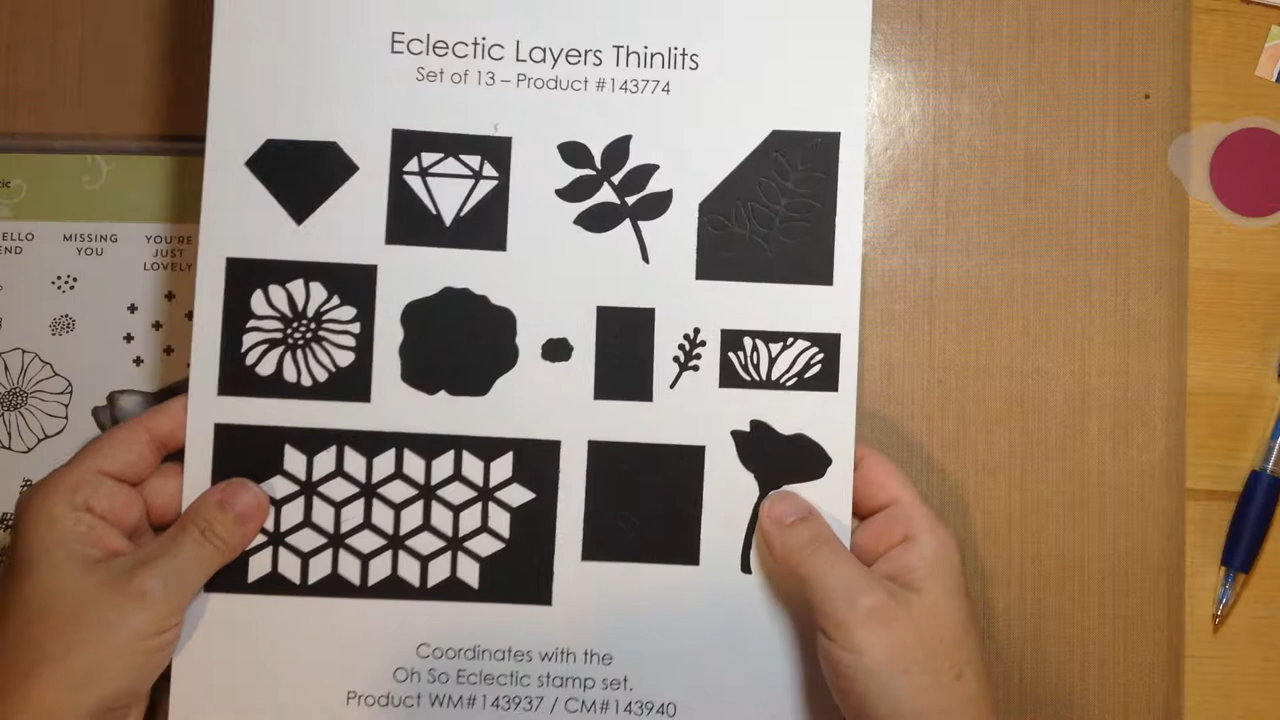 Eclectic Layers Thinlits
Set of 13 – Product #143774
tic
ELLO
END
MISSING
YOU
YOU'RE
JUST
LOVELY
Coordinates with the
Oh So Eclectic stamp set.
Product WM#143937 / CM#143940